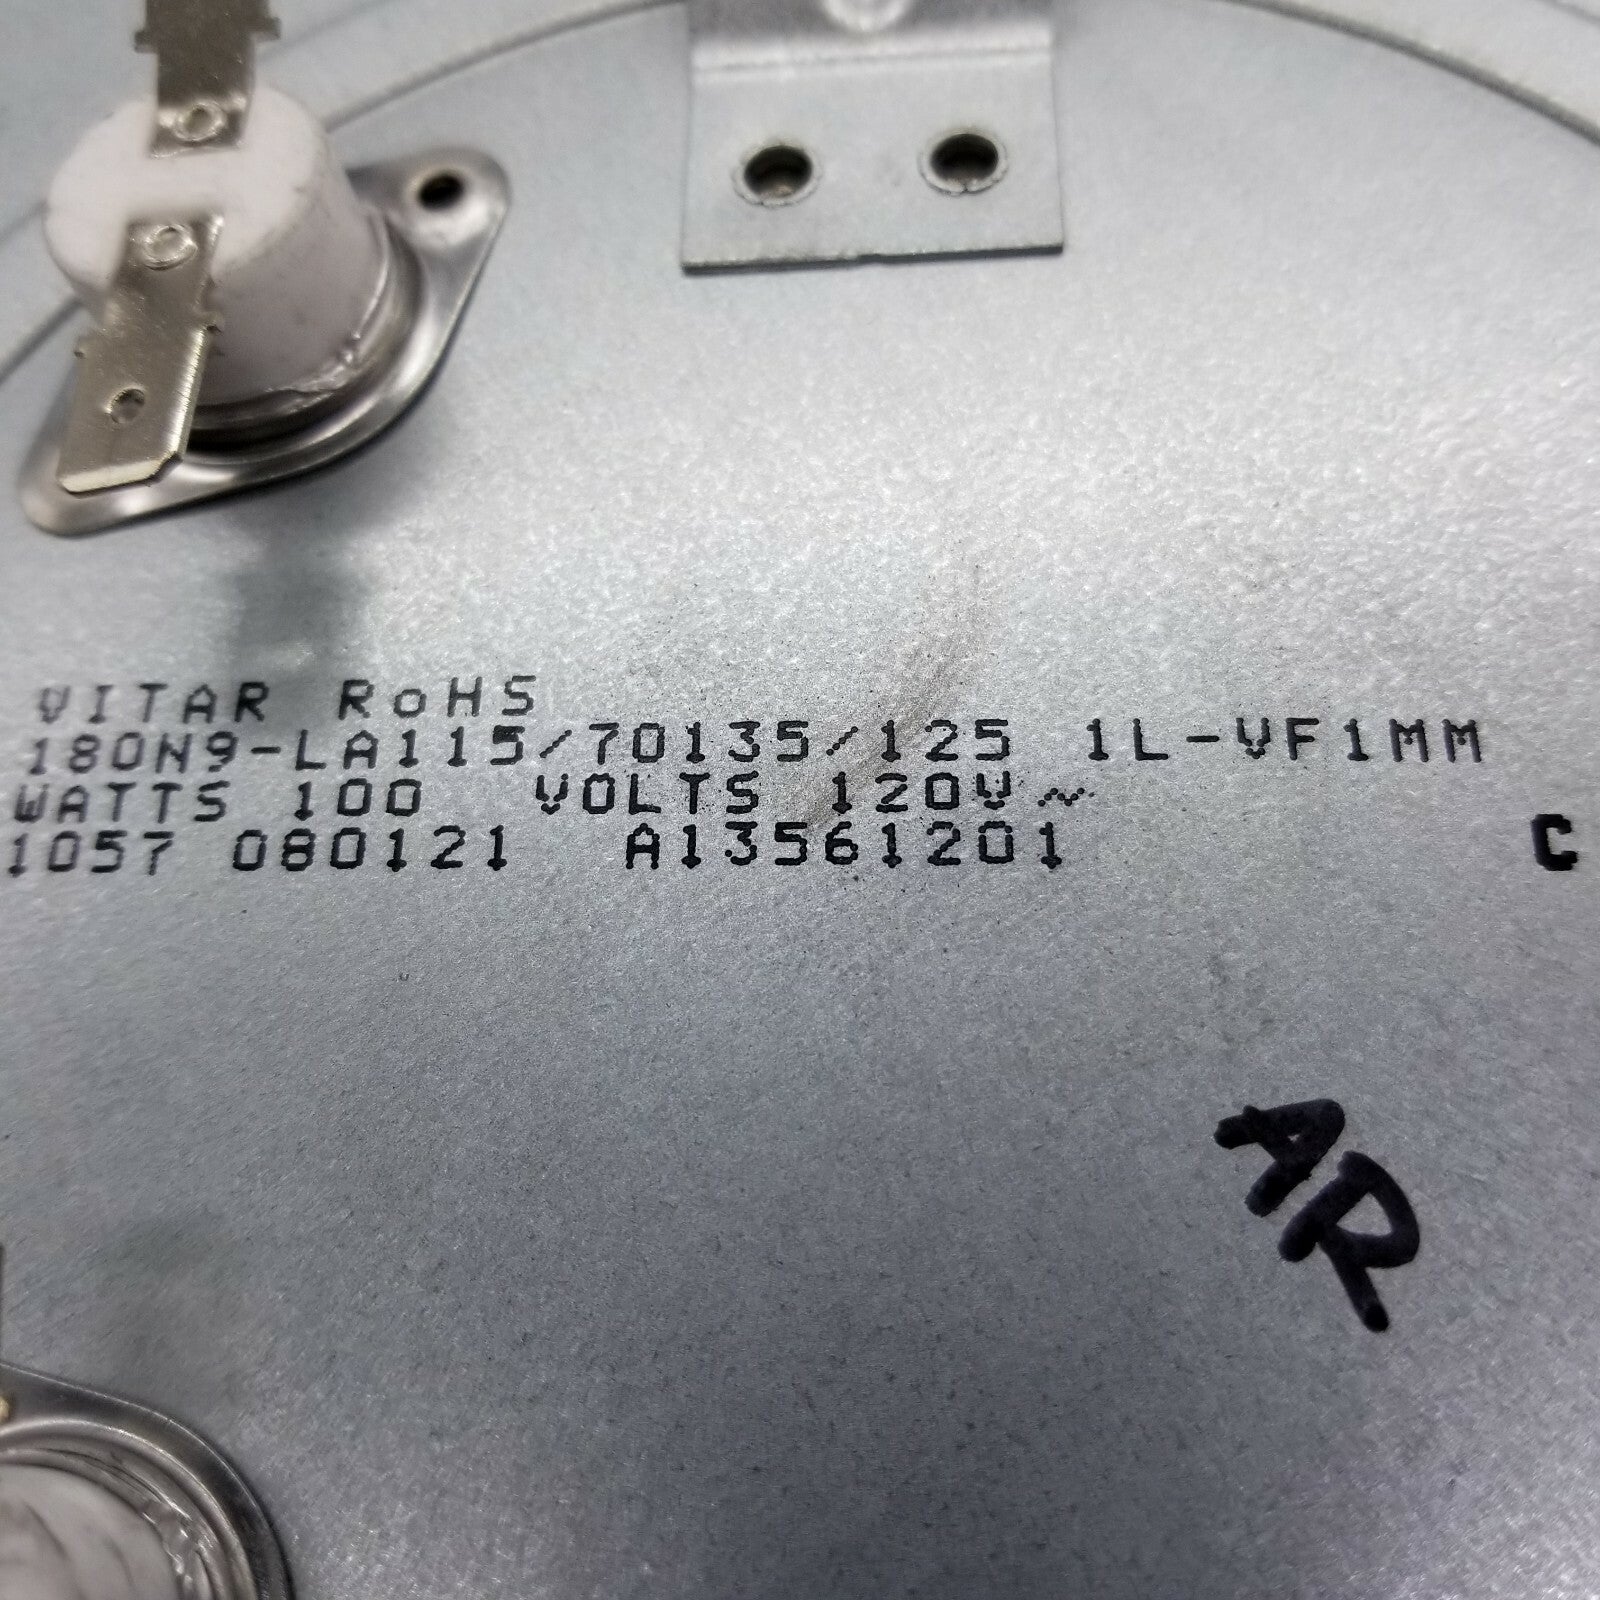 VITAR RoHS
180N9-LA115/70135/125 1L-VF1MM
WATTS 100 VOLTS 120V~
1057 080121 A13561201 C
AR